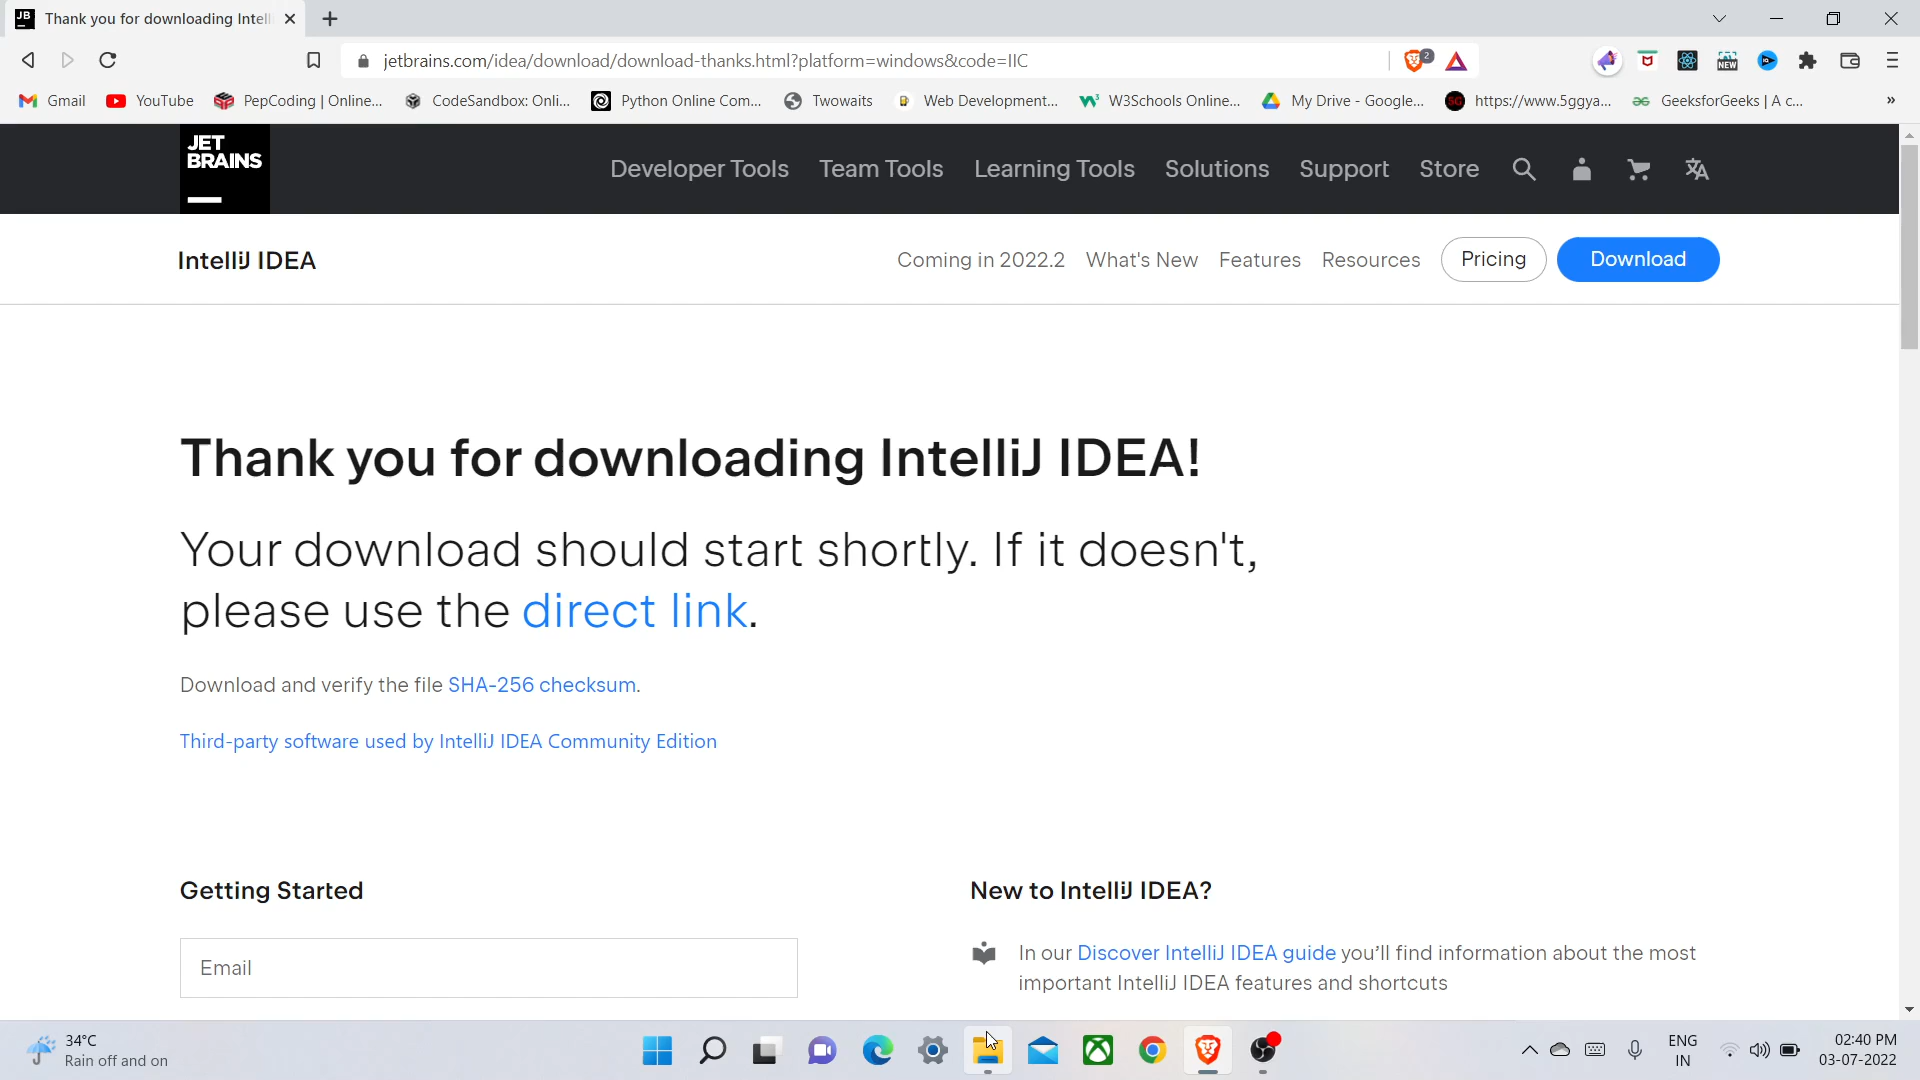 JB
Thank you for downloading Intell
jetbrains.com/idea/download/download-thanks.html?platform=windows&code=IIC
2
NEW
Gmail
YouTube
PepCoding | Online...
CodeSandbox: Onli...
Python Online Com...
Twowaits
Web Development...
W3Schools Online...
My Drive - Google...
5G
https://www.5ggya...
GeeksforGeeks | A c...
»
JET
BRAINS
Developer Tools
Team Tools
Learning Tools
Solutions
Support
Store
IntelliJ IDEA
Coming in 2022.2
What's New
Features
Resources
Pricing
Download
Thank you for downloading IntelliJ IDEA!
Your download should start shortly. If it doesn't,
please use the direct link.
Download and verify the file SHA-256 checksum.
Third-party software used by IntelliJ IDEA Community Edition
Getting Started
Email
New to IntelliJ IDEA?
In our Discover IntelliJ IDEA guide you’ll find information about the most
important IntelliJ IDEA features and shortcuts
34°C
Rain off and on
ENG
IN
02:40 PM
03-07-2022